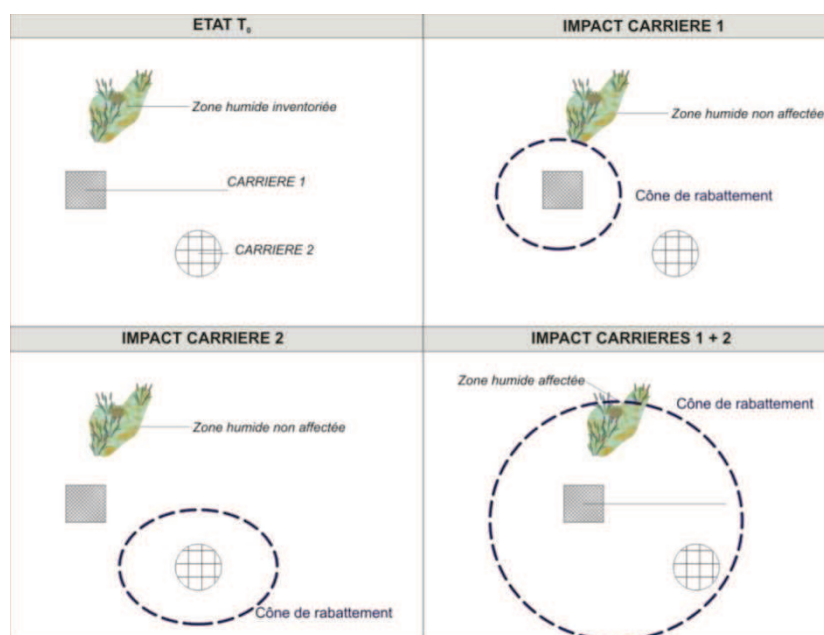 ETAT T₀
Zone humide inventoriée
CARRIERE 1
CARRIERE 2
IMPACT CARRIERE 1
Zone humide non affectée
Cône de rabattement
IMPACT CARRIERE 2
Zone humide non affectée
Cône de rabattement
IMPACT CARRIERES 1 + 2
Zone humide affectée
Cône de rabattement